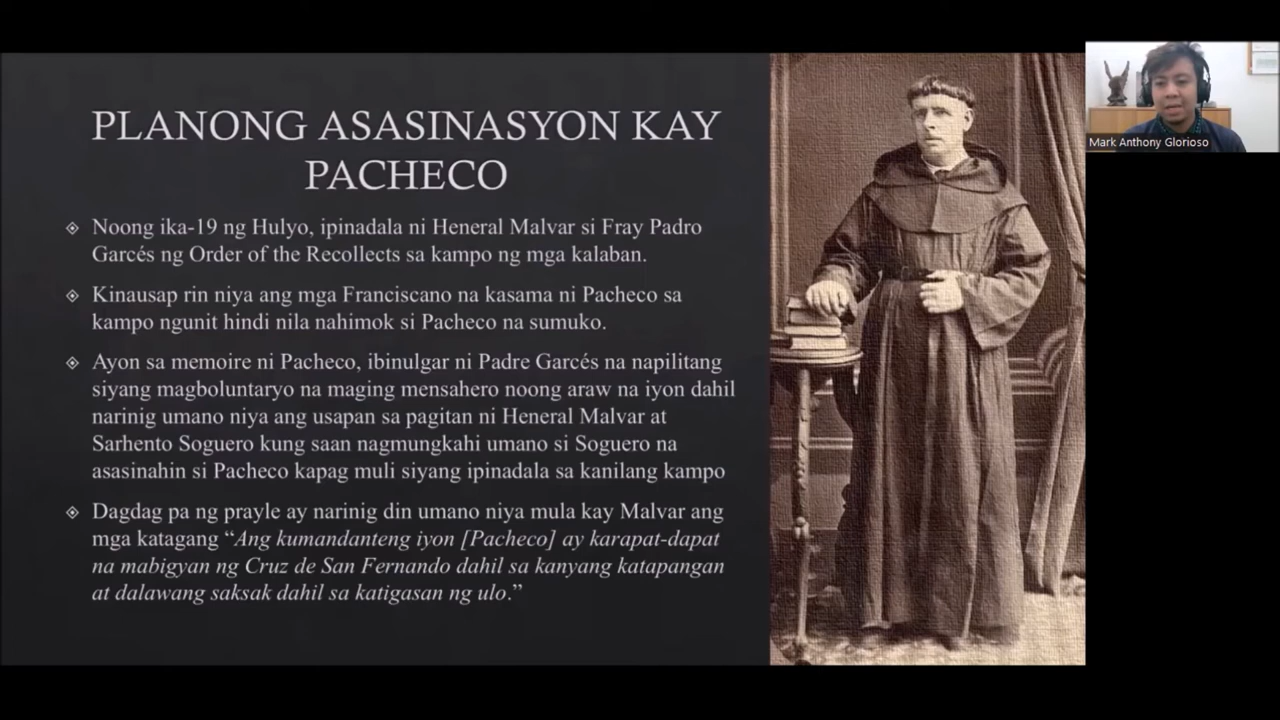 PLANONG ASASINASYON KAY
PACHECO
Noong ika-19 ng Hulyo, ipinadala ni Heneral Malvar si Fray Padro
Garcés ng Order of the Recollects sa kampo ng mga kalaban.
Kinausap rin niya ang mga Franciscano na kasama ni Pacheco sa
kampo ngunit hindi nila nahimok si Pacheco na sumuko.
Ayon sa memoire ni Pacheco, ibinulgar ni Padre Garcés na napilitang
siyang magboluntaryo na maging mensahero noong araw na iyon dahil
narinig umano niya ang usapan sa pagitan ni Heneral Malvar at
Sarhento Soguero kung saan nagmungkahi umano si Soguero na
asasinahin si Pacheco kapag muli siyang ipinadala sa kanilang kampo
Dagdag pa ng prayle ay narinig din umano niya mula kay Malvar ang
mga katagang “Ang kumandanteng iyon [Pacheco] ay karapat-dapat
na mabigyan ng Cruz de San Fernando dahil sa kanyang katapangan
at dalawang saksak dahil sa katigasan ng ulo.”
Mark Anthony Glorioso